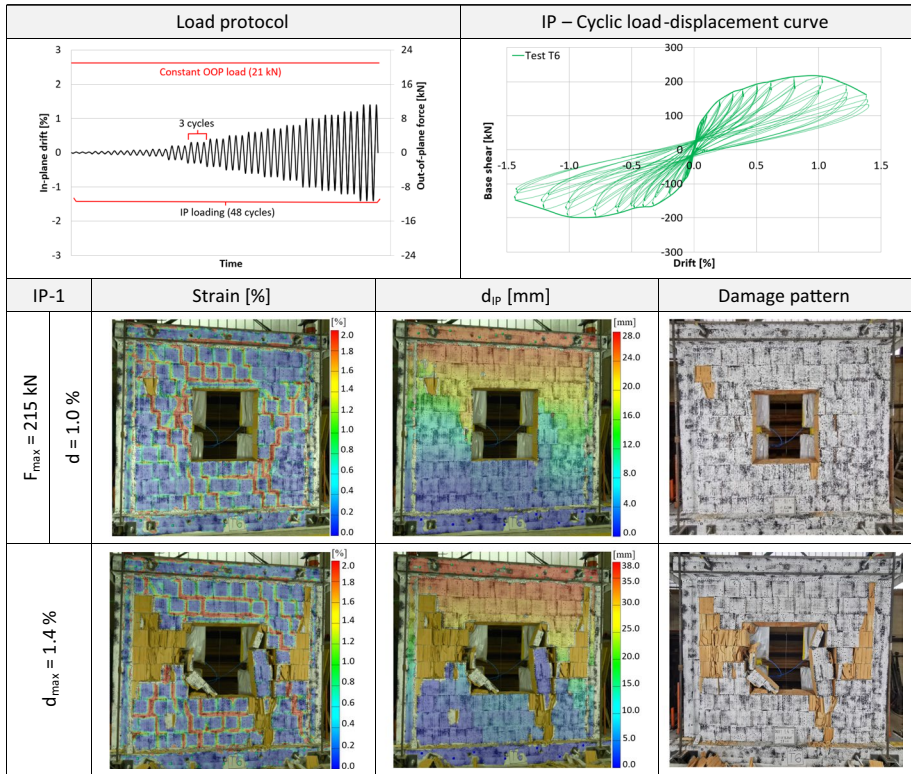 Load protocol
IP – Cyclic load-displacement curve
3
2
1
0
-1
-2
-3
In-plane drift [%]
24
16
8
0
-8
-16
-24
Out-of-plane force [kN]
Constant OOP load (21 kN)
3 cycles
IP loading (48 cycles)
Time
Test T6
300
200
100
0
-100
-200
-300
Base shear [kN]
-1.5
-1.0
-0.5
0.0
0.5
1.0
1.5
Drift [%]
IP-1
Strain [%]
dIP [mm]
Damage pattern
Fmax = 215 kN
d = 1.0 %
[%]
2.0
1.8
1.6
1.4
1.2
1.0
0.8
0.6
0.4
0.2
0.0
T6
[mm]
28.0
24.0
20.0
16.0
12.0
8.0
4.0
0.0
T6
T6
dmax = 1.4 %
[%]
2.0
1.8
1.6
1.4
1.2
1.0
0.8
0.6
0.4
0.2
0.0
T6
[mm]
38.0
35.0
30.0
25.0
20.0
15.0
10.0
5.0
0.0
T6
T6